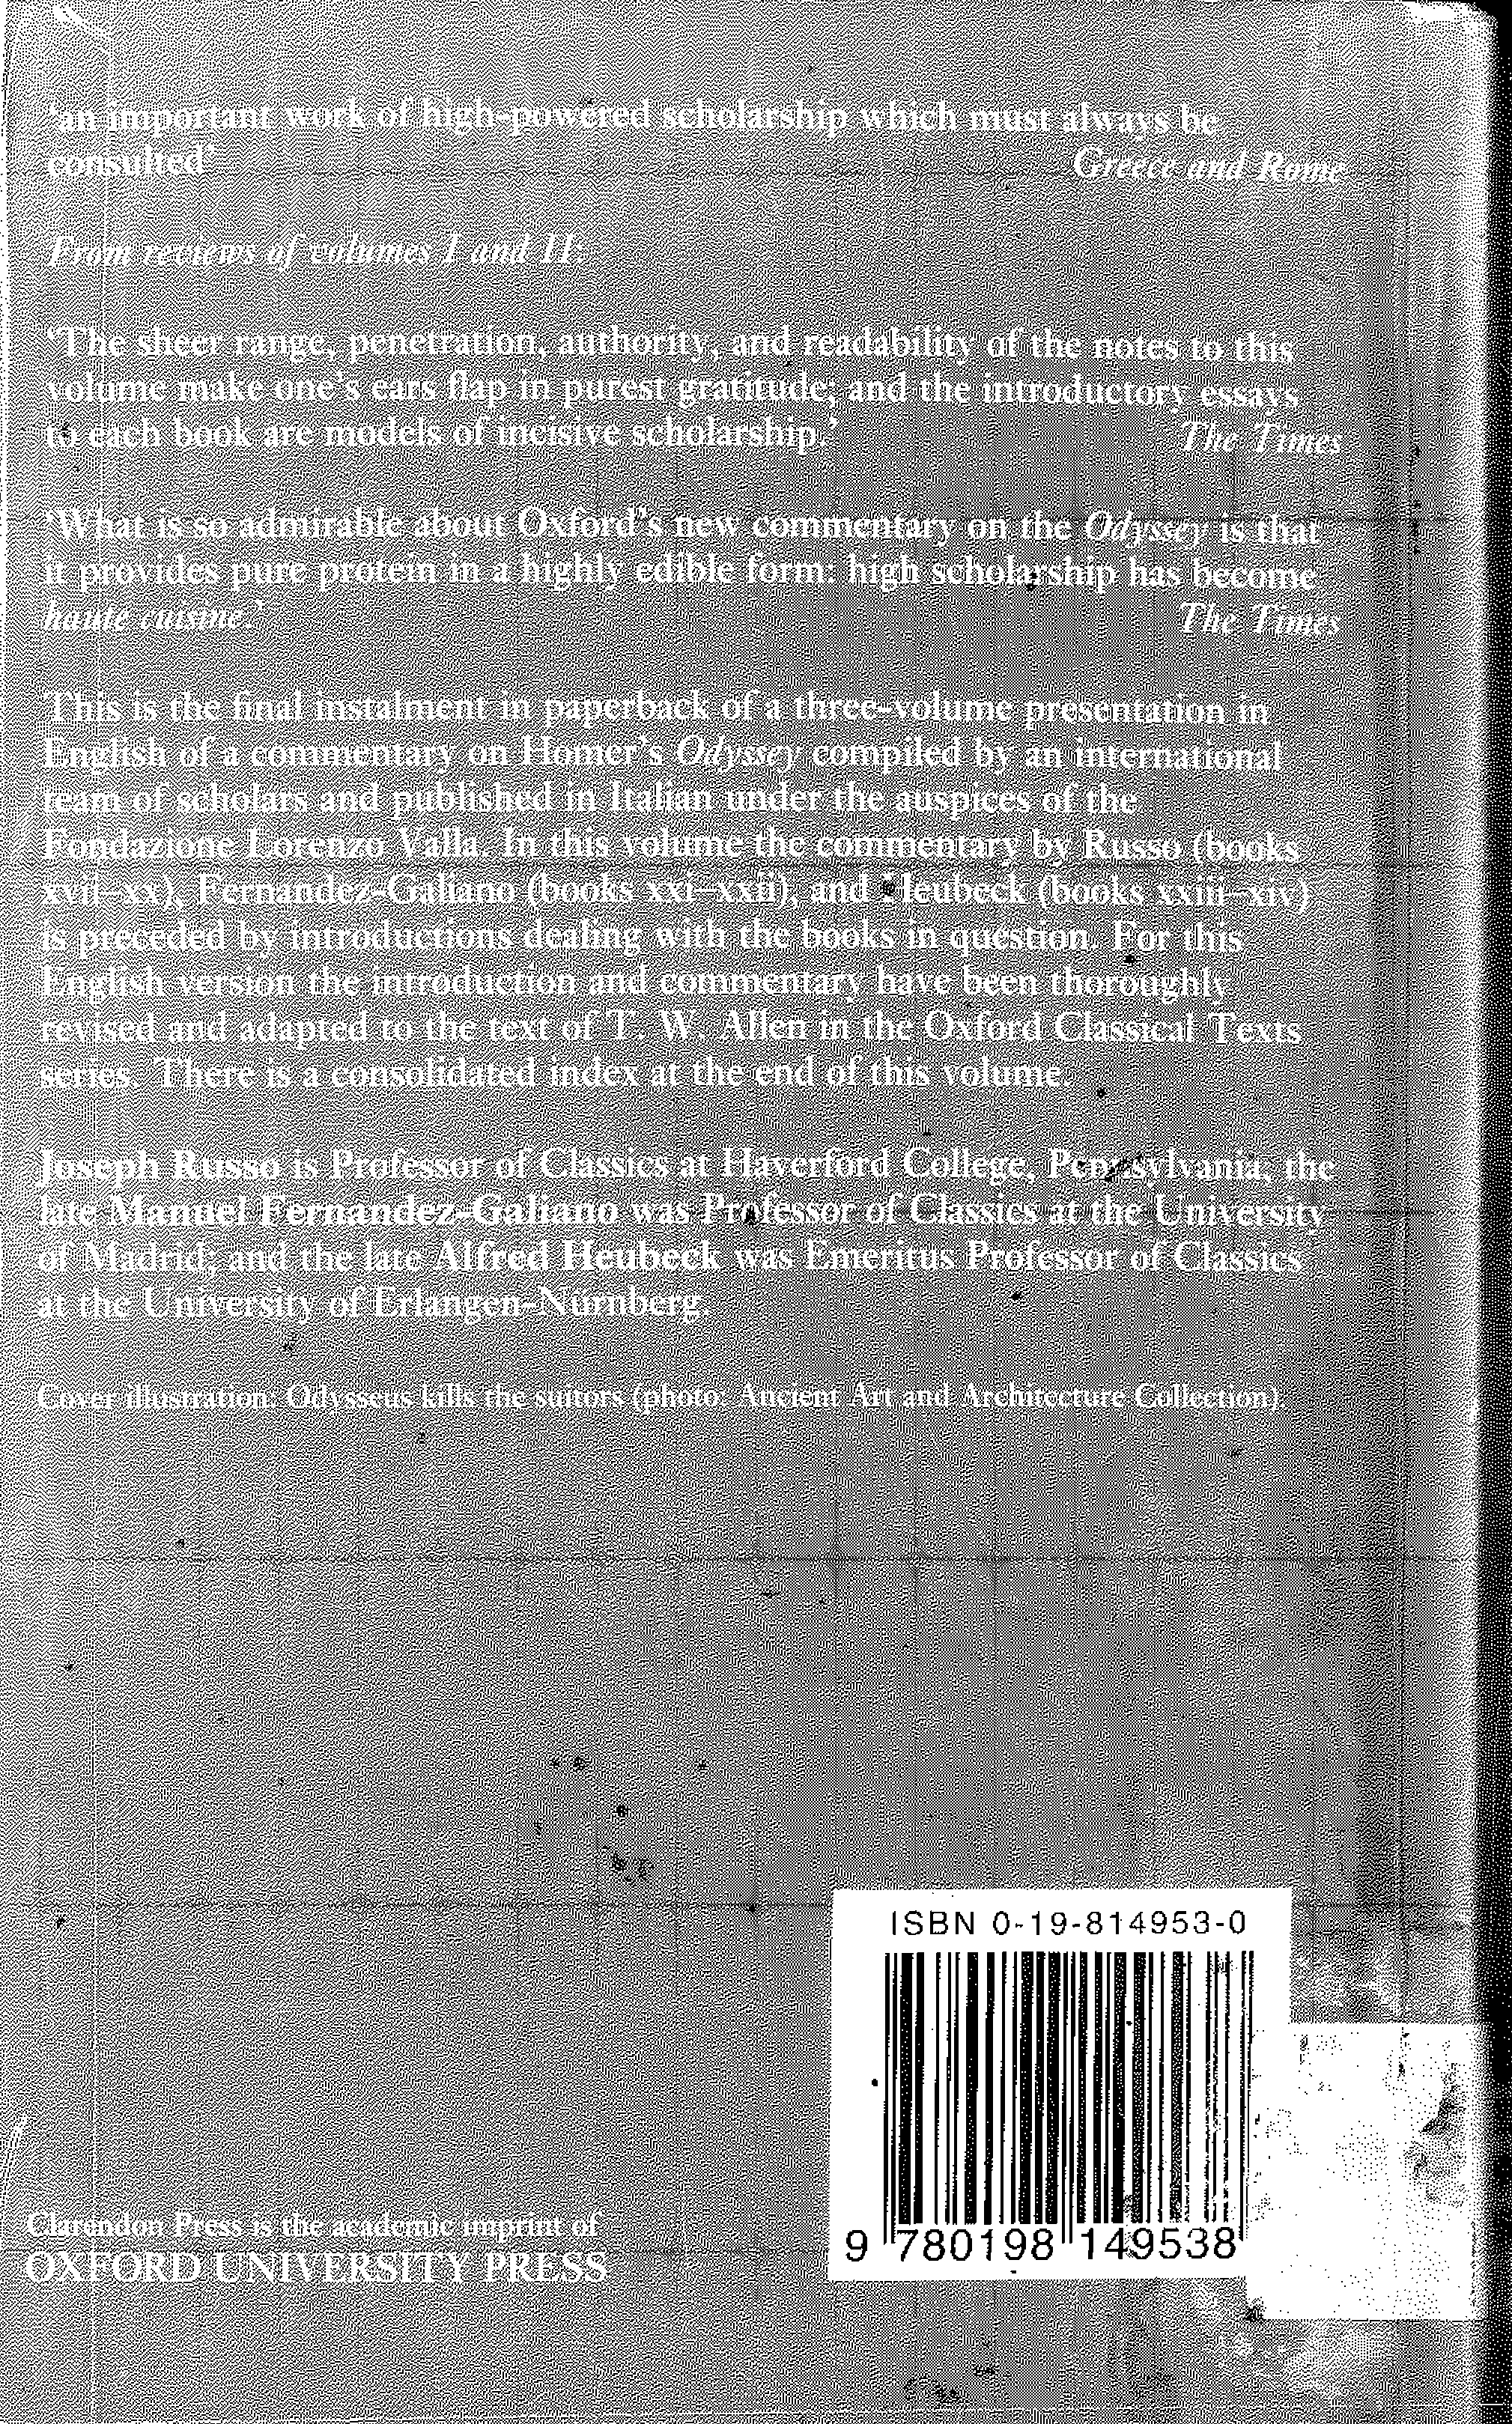 ‘an important work of high-powered scholarship which must always be
consulted’ Greece and Rome
From reviews of volumes I and II:
‘The sheer range, penetration, authority, and readability of the notes to this
volume make one’s ears flap in purest gratitude; and the introductory essays
to each book are models of incisive scholarship.’ The Times
‘What is so admirable about Oxford’s new commentary on the Odyssey is that
it provides pure protein in a highly edible form: high scholarship has become
haute cuisine.’ The Times
This is the final instalment in paperback of a three-volume presentation in
English of a commentary on Homer’s Odyssey compiled by an international
team of scholars and published in Italian under the auspices of the
Fondazione Lorenzo Valla. In this volume the commentary by Russo (books
xvii–xx), Fernandez-Galiano (books xxi–xxii), and Heubeck (books xxiii–xiv)
is preceded by introductions dealing with the books in question. For this
English version the introduction and commentary have been thoroughly
revised and adapted to the text of T. W. Allen in the Oxford Classical Texts
series. There is a consolidated index at the end of this volume.
Joseph Russo is Professor of Classics at Haverford College, Pennsylvania; the
late Manuel Fernandez-Galiano was Professor of Classics at the University
of Madrid; and the late Alfred Heubeck was Emeritus Professor of Classics
at the University of Erlangen-Nürnberg.
Cover illustration: Odysseus kills the suitors (photo: Ancient Art and Architecture Collection).
ISBN 0-19-814953-0
9 780198 149538
Clarendon Press is the academic imprint of
OXFORD UNIVERSITY PRESS